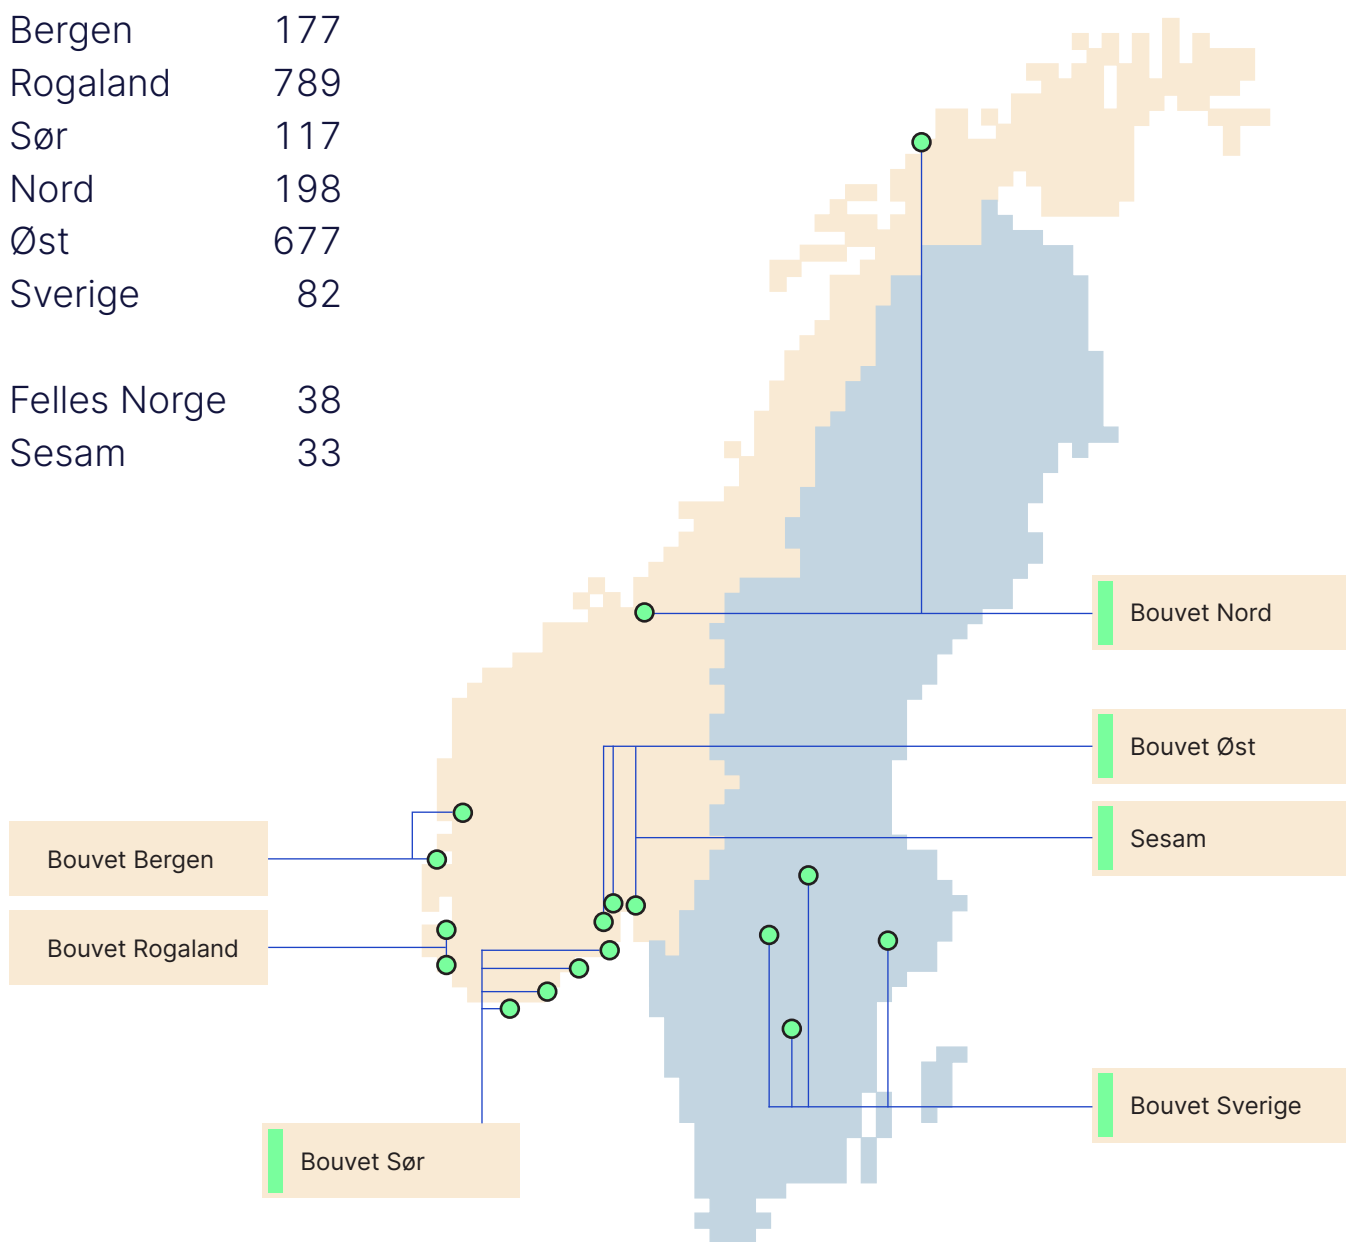 Bergen 177
Rogaland 789
Sør 117
Nord 198
Øst 677
Sverige 82
Felles Norge 38
Sesam 33
Bouvet Nord
Bouvet Øst
Sesam
Bouvet Bergen
Bouvet Rogaland
Bouvet Sverige
Bouvet Sør